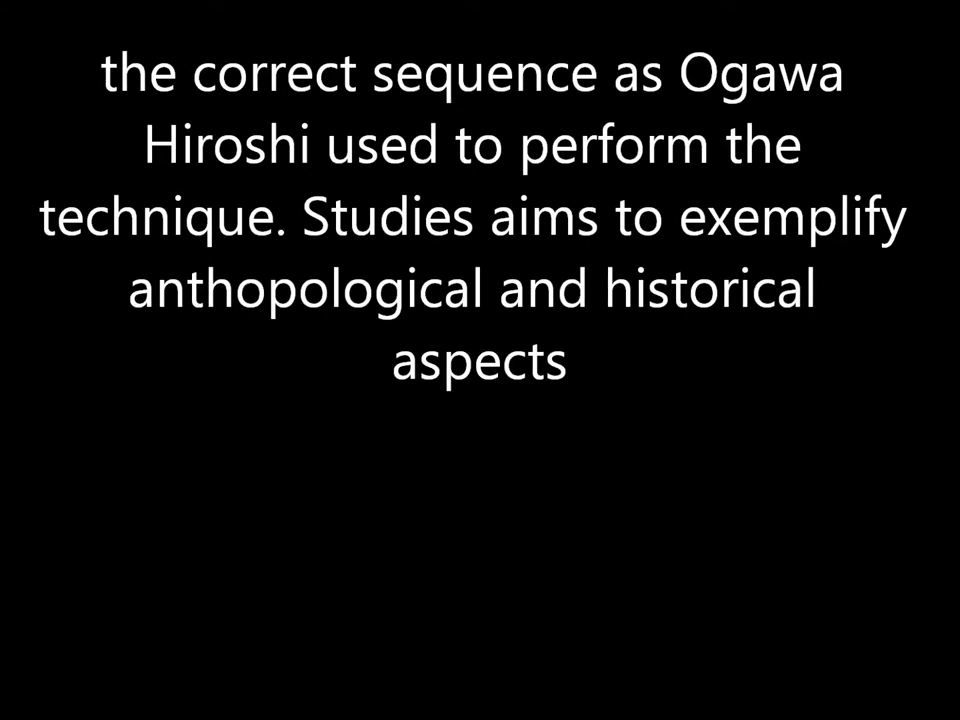 the correct sequence as Ogawa
Hiroshi used to perform the
technique. Studies aims to exemplify
anthopological and historical
aspects